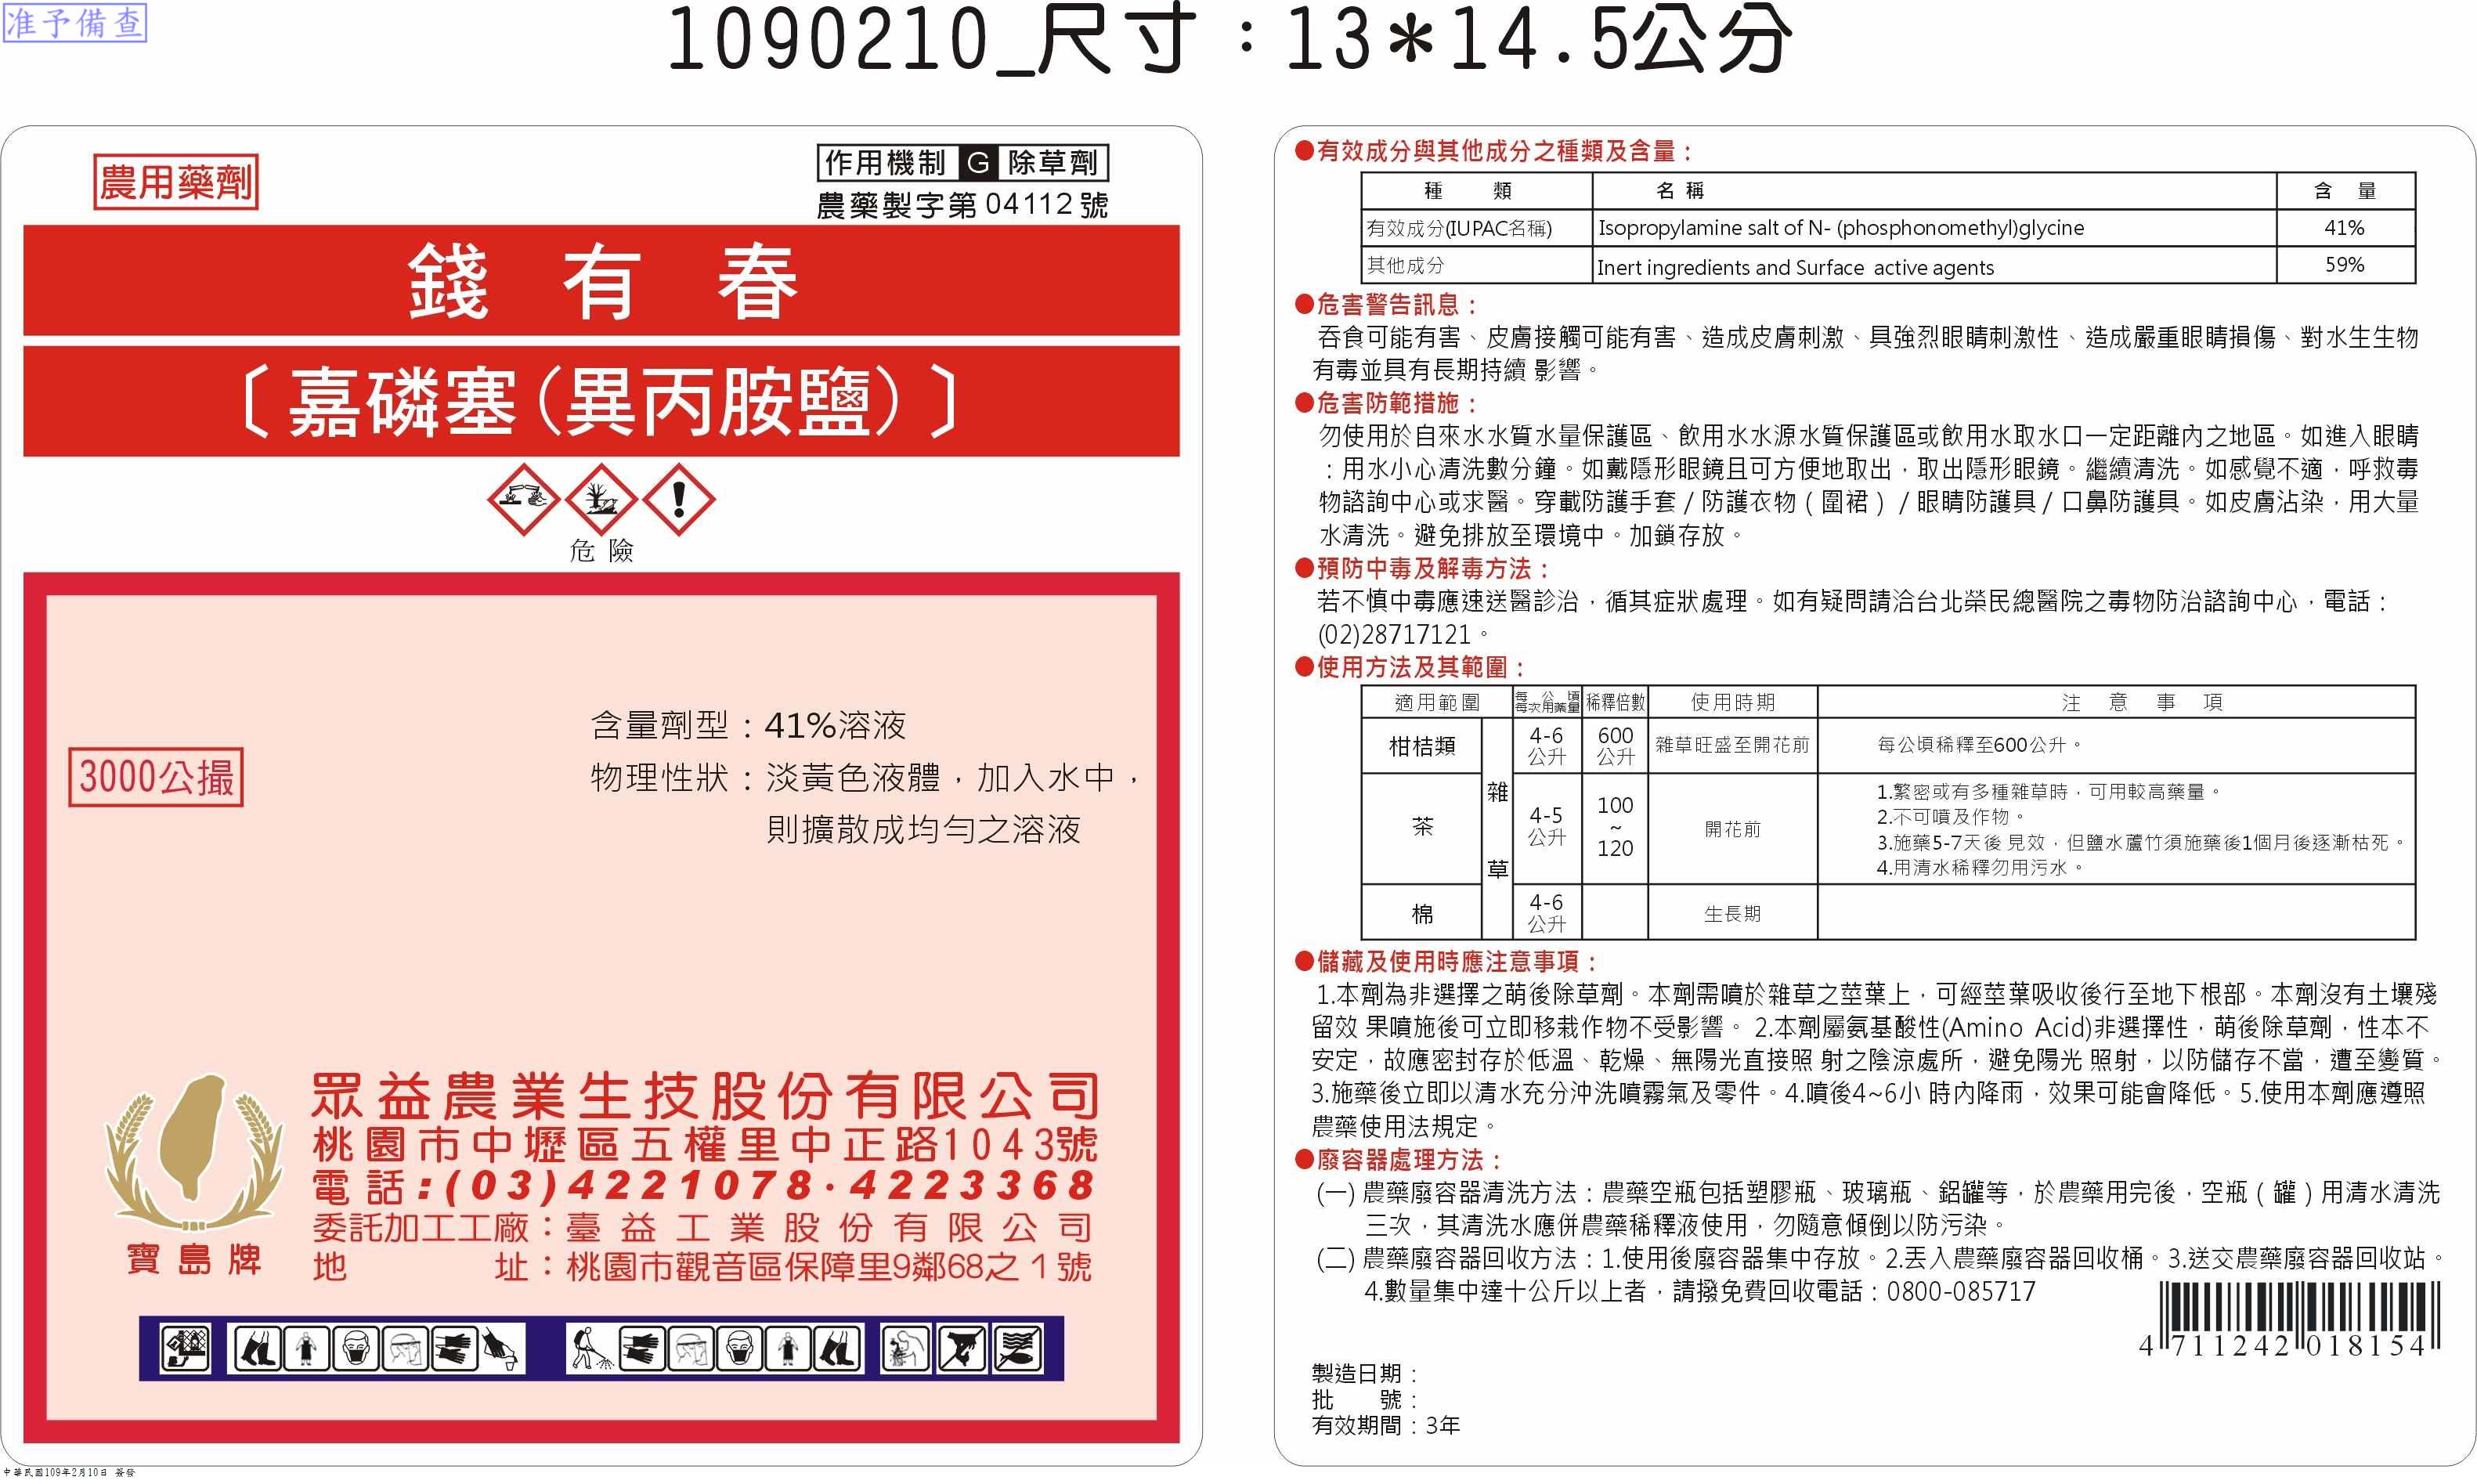 准予備查
1090210_尺寸：13*14.5公分
農用藥劑
作用機制 G 除草劑
農藥製字第04112號
錢有春
〔嘉磷塞(異丙胺鹽)〕
危險
含量劑型：41%溶液
物理性狀：淡黃色液體，加入水中，
則擴散成均勻之溶液
3000公撮
眾益農業生技股份有限公司
桃園市中壢區五權里中正路1043號
電話:(03)4221078·4223368
委託加工工廠：臺益工業股份有限公司
地　　址：桃園市觀音區保障里9鄰68之1號
寶島牌
中華民國109年2月10日 簽發
●有效成分與其他成分之種類及含量：
種類 名稱 含量
有效成分(IUPAC名稱) Isopropylamine salt of N- (phosphonomethyl)glycine 41%
其他成分 Inert ingredients and Surface active agents 59%
●危害警告訊息：
吞食可能有害、皮膚接觸可能有害、造成皮膚刺激、具強烈眼睛刺激性、造成嚴重眼睛損傷、對水生生物
有毒並具有長期持續 影響。
●危害防範措施：
勿使用於自來水水質水量保護區、飲用水水源水質保護區或飲用水取水口一定距離內之地區。如進入眼睛
：用水小心清洗數分鐘。如戴隱形眼鏡且可方便地取出，取出隱形眼鏡。繼續清洗。如感覺不適，呼救毒
物諮詢中心或求醫。穿載防護手套/防護衣物(圍裙)/眼睛防護具/口鼻防護具。如皮膚沾染，用大量
水清洗。避免排放至環境中。加鎖存放。
●預防中毒及解毒方法：
若不慎中毒應速送醫診治，循其症狀處理。如有疑問請洽台北榮民總醫院之毒物防治諮詢中心，電話：
(02)28717121。
●使用方法及其範圍：
適用範圍 每公頃每次用藥量 稀釋倍數 使用時期 注意事項
柑桔類 雜草 4-6公升 600公升 雜草旺盛至開花前 每公頃稀釋至600公升。
茶 4-5公升 100~120 開花前
1.繁密或有多種雜草時，可用較高藥量。
2.不可噴及作物。
3.施藥5-7天後 見效，但鹽水蘆竹須施藥後1個月後逐漸枯死。
4.用清水稀釋勿用污水。
棉 4-6公升 生長期
●儲藏及使用時應注意事項：
1.本劑為非選擇之萌後除草劑。本劑需噴於雜草之莖葉上，可經莖葉吸收後行至地下根部。本劑沒有土壤殘
留效 果噴施後可立即移栽作物不受影響。 2.本劑屬氨基酸性(Amino Acid)非選擇性，萌後除草劑，性本不
安定，故應密封存於低溫、乾燥、無陽光直接照 射之陰涼處所，避免陽光 照射，以防儲存不當，遭至變質。
3.施藥後立即以清水充分沖洗噴霧氣及零件。4.噴後4~6小 時內降雨，效果可能會降低。5.使用本劑應遵照
農藥使用法規定。
●廢容器處理方法：
(一) 農藥廢容器清洗方法：農藥空瓶包括塑膠瓶、玻璃瓶、鋁罐等，於農藥用完後，空瓶(罐)用清水清洗
三次，其清洗水應併農藥稀釋液使用，勿隨意傾倒以防污染。
(二) 農藥廢容器回收方法：1.使用後廢容器集中存放。2.丟入農藥廢容器回收桶。3.送交農藥廢容器回收站。
4.數量集中達十公斤以上者，請撥免費回收電話：0800-085717
4 711242 018154
製造日期：
批　　號：
有效期間：3年